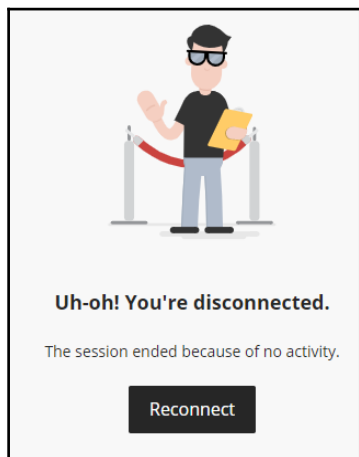 Uh-oh! You're disconnected.
The session ended because of no activity.
Reconnect